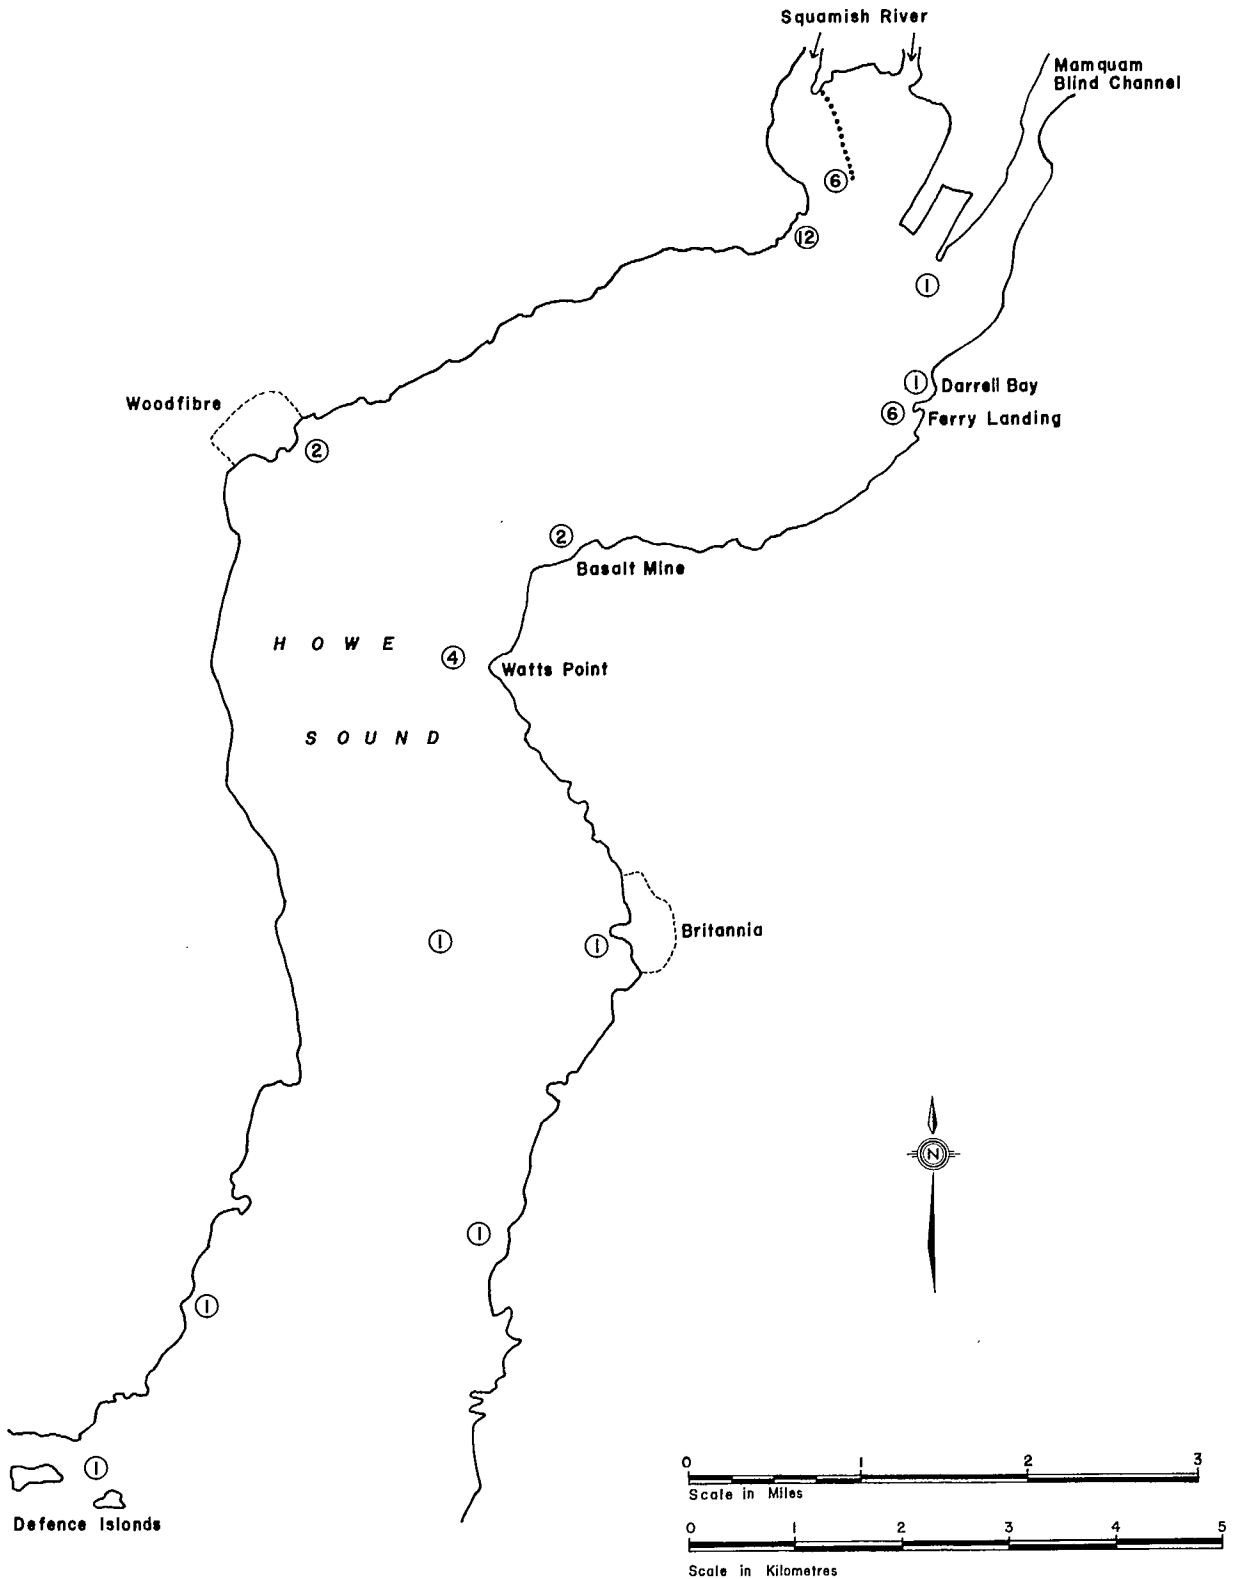 Squamish River
Mamquam
Blind Channel
6
12
1
Woodfibre
1 Darrell Bay
6 Ferry Landing
2
2
Basalt Mine
HOWE
4 Watts Point
SOUND
1
1
Britannia
N
1
1
1
Defence Islands
0 1 2 3
Scale in Miles
0 1 2 3 4 5
Scale in Kilometres